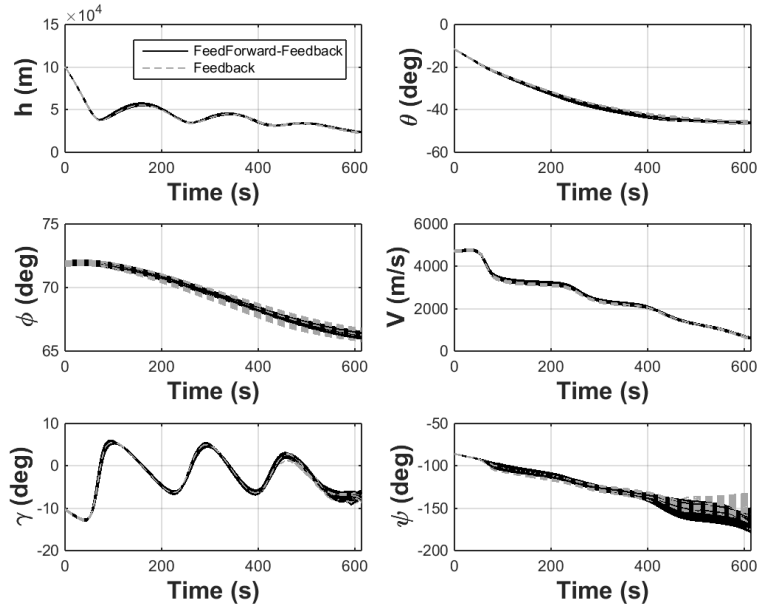 ×10⁴
15
10
5
0
h (m)
FeedForward-Feedback
Feedback
0 200 400 600
Time (s)
0
-20
-40
-60
θ (deg)
0 200 400 600
Time (s)
75
70
65
ϕ (deg)
0 200 400 600
Time (s)
6000
4000
2000
0
V (m/s)
0 200 400 600
Time (s)
10
0
-10
-20
γ (deg)
0 200 400 600
Time (s)
-50
-100
-150
-200
ψ (deg)
0 200 400 600
Time (s)